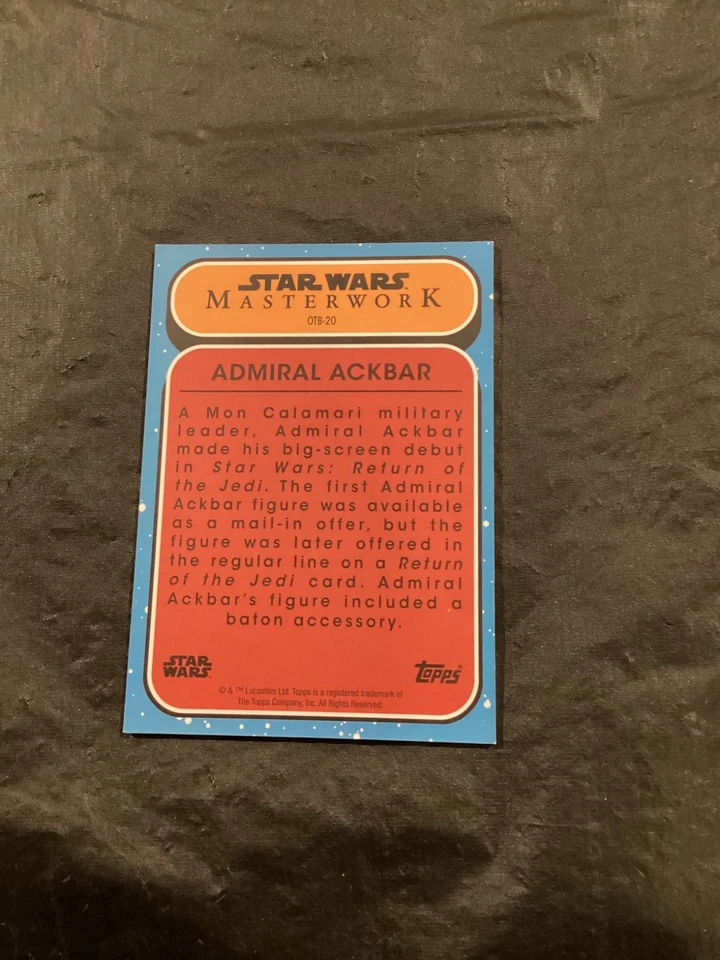 STAR WARS
MASTERWORK
OTB-20
ADMIRAL ACKBAR
A Mon Calamari military
leader, Admiral Ackbar
made his big-screen debut
in Star Wars: Return of
the Jedi. The first Admiral
Ackbar figure was available
as a mail-in offer, but the
figure was later offered in
the regular line on a Return
of the Jedi card. Admiral
Ackbar's figure included a
baton accessory.
STAR WARS
Topps®
© & ™ Lucasfilm Ltd. Topps is a registered trademark of
The Topps Company, Inc. All Rights Reserved.